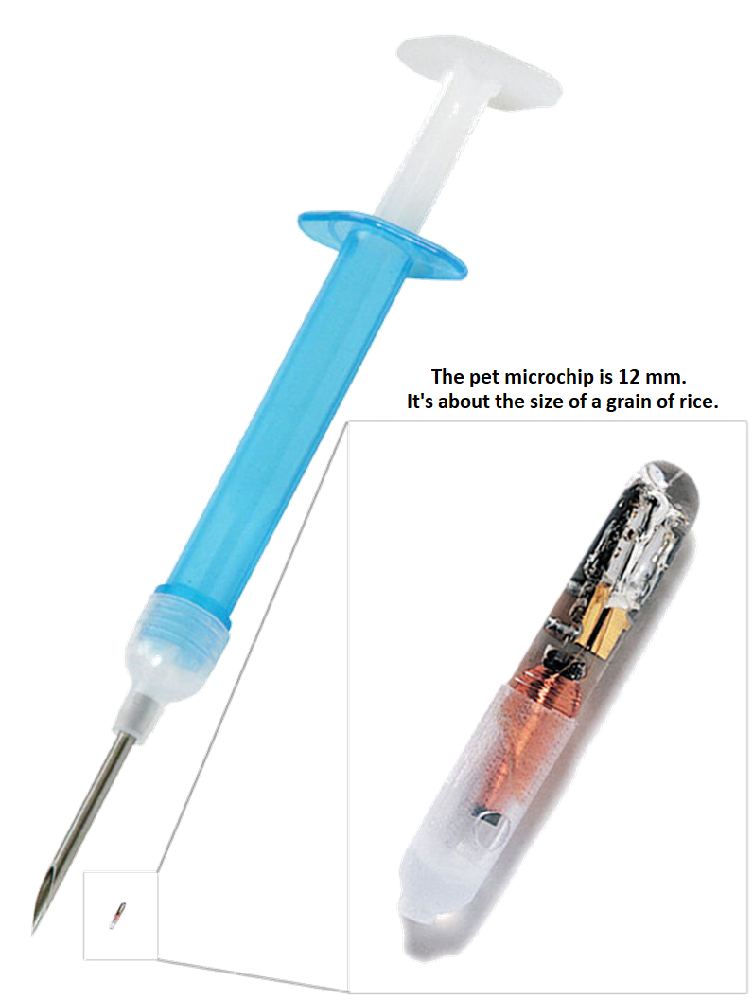 The pet microchip is 12 mm.
It's about the size of a grain of rice.